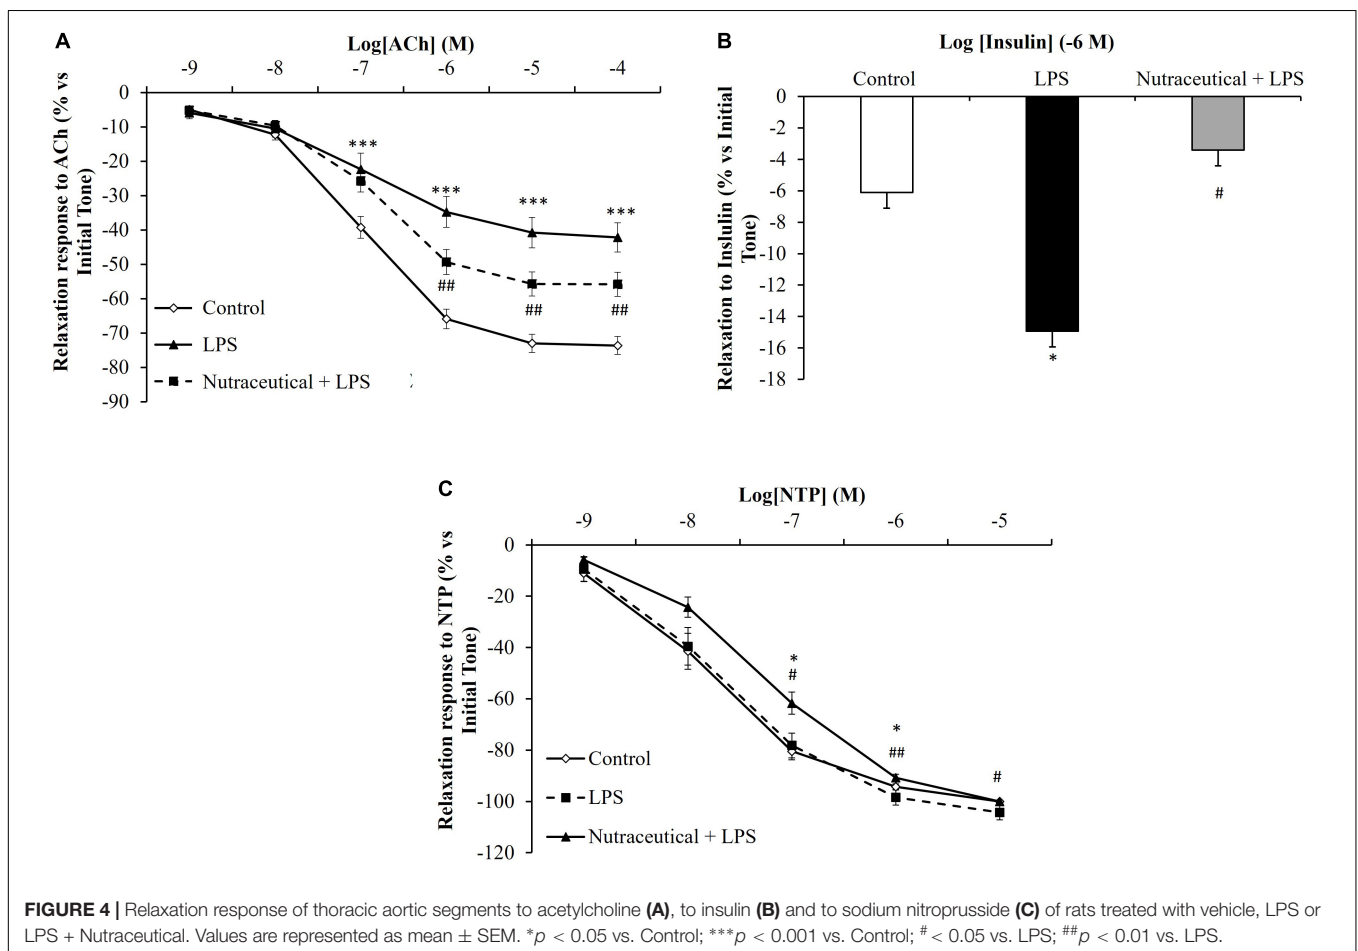 A
Log[ACh] (M)
-9 -8 -7 -6 -5 -4
Relaxation response to ACh (% vs
Initial Tone)
0
-10
-20
-30
-40
-50
-60
-70
-80
-90
***
***
***
***
##
##
##
Control
LPS
Nutraceutical + LPS
B
Log [Insulin] (-6 M)
Control LPS Nutraceutical + LPS
Relaxation to Inslulin (% vs Initial
Tone)
0
-2
-4
-6
-8
-10
-12
-14
-16
-18
*
#
C
Log[NTP] (M)
-9 -8 -7 -6 -5
Relaxation response to NTP (% vs
Initial Tone)
0
-20
-40
-60
-80
-100
-120
*
#
*
##
#
Control
LPS
Nutraceutical + LPS
FIGURE 4 | Relaxation response of thoracic aortic segments to acetylcholine (A), to insulin (B) and to sodium nitroprusside (C) of rats treated with vehicle, LPS or
LPS + Nutraceutical. Values are represented as mean ± SEM. *p < 0.05 vs. Control; ***p < 0.001 vs. Control; #< 0.05 vs. LPS; ##p < 0.01 vs. LPS.